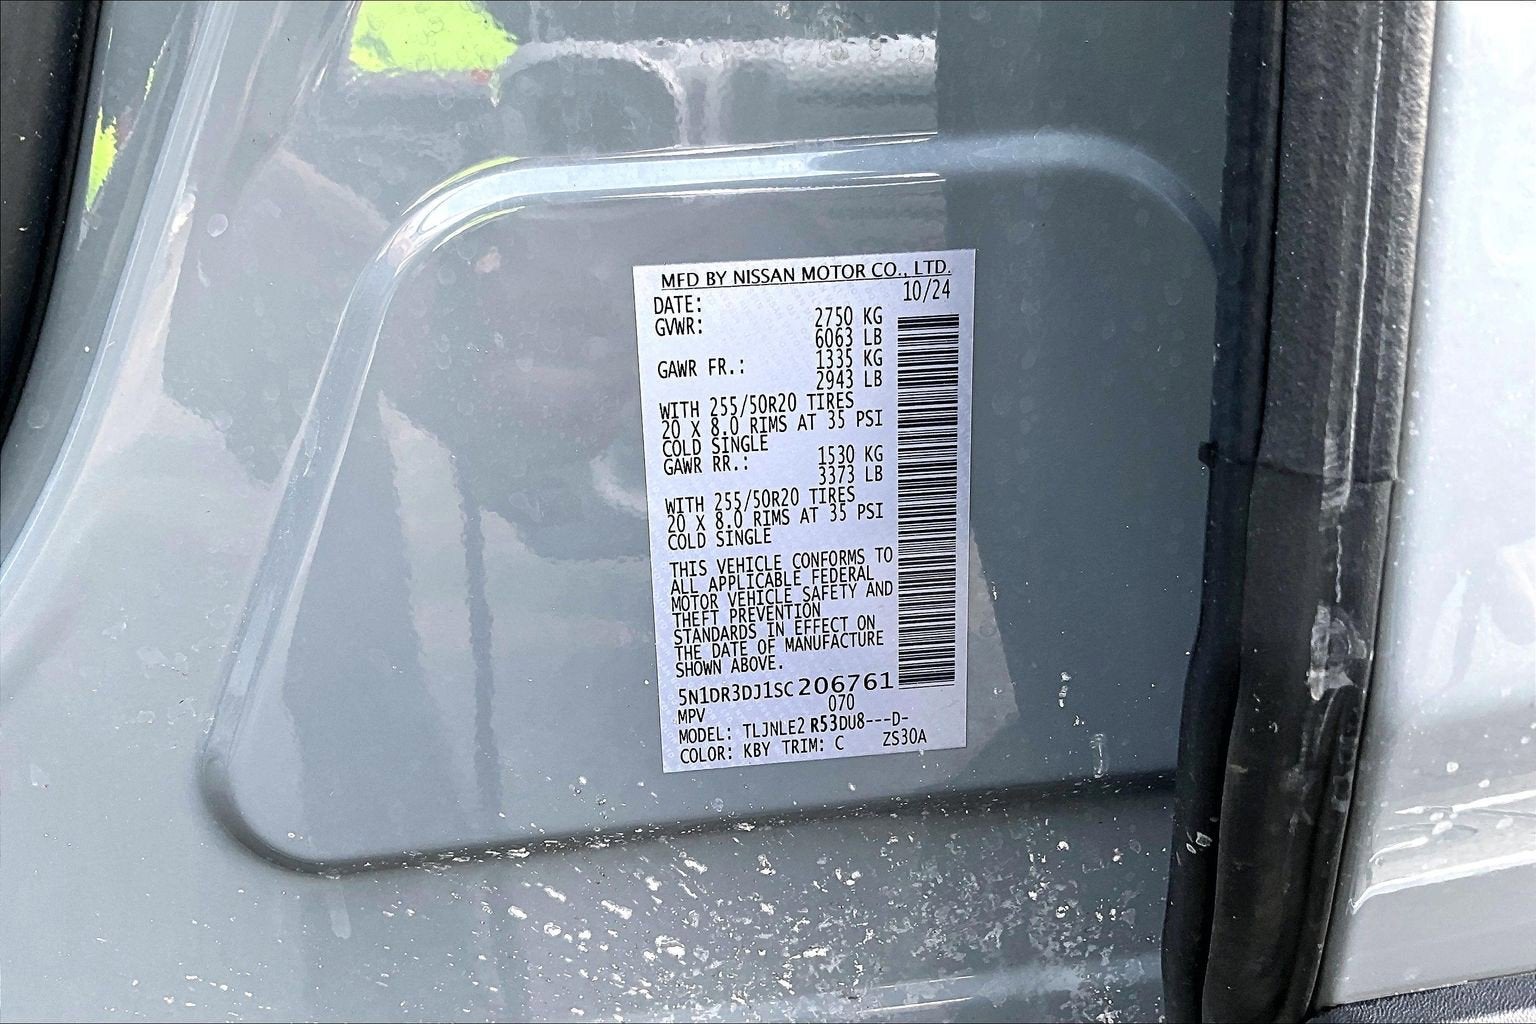 MFD BY NISSAN MOTOR CO., LTD.
DATE: 10/24
GVWR: 2750 KG
6063 LB
GAWR FR.: 1335 KG
2943 LB
WITH 255/50R20 TIRES
20 X 8.0 RIMS AT 35 PSI
COLD SINGLE
GAWR RR.: 1530 KG
3373 LB
WITH 255/50R20 TIRES
20 X 8.0 RIMS AT 35 PSI
COLD SINGLE
THIS VEHICLE CONFORMS TO
ALL APPLICABLE FEDERAL
MOTOR VEHICLE SAFETY AND
THEFT PREVENTION
STANDARDS IN EFFECT ON
THE DATE OF MANUFACTURE
SHOWN ABOVE.
5N1DR3DJ1SC206761
MPV 070
MODEL: TLJNLE2 R53DU8---D-
COLOR: KBY TRIM: C ZS30A